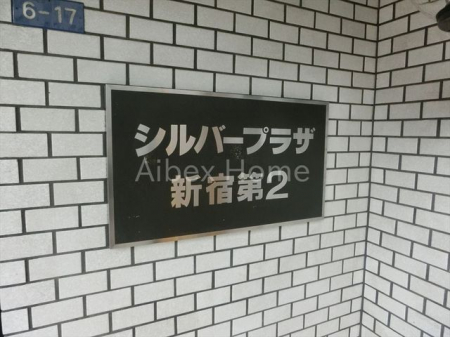 6-17
シルバープラザ
Aibex Home
新宿第2